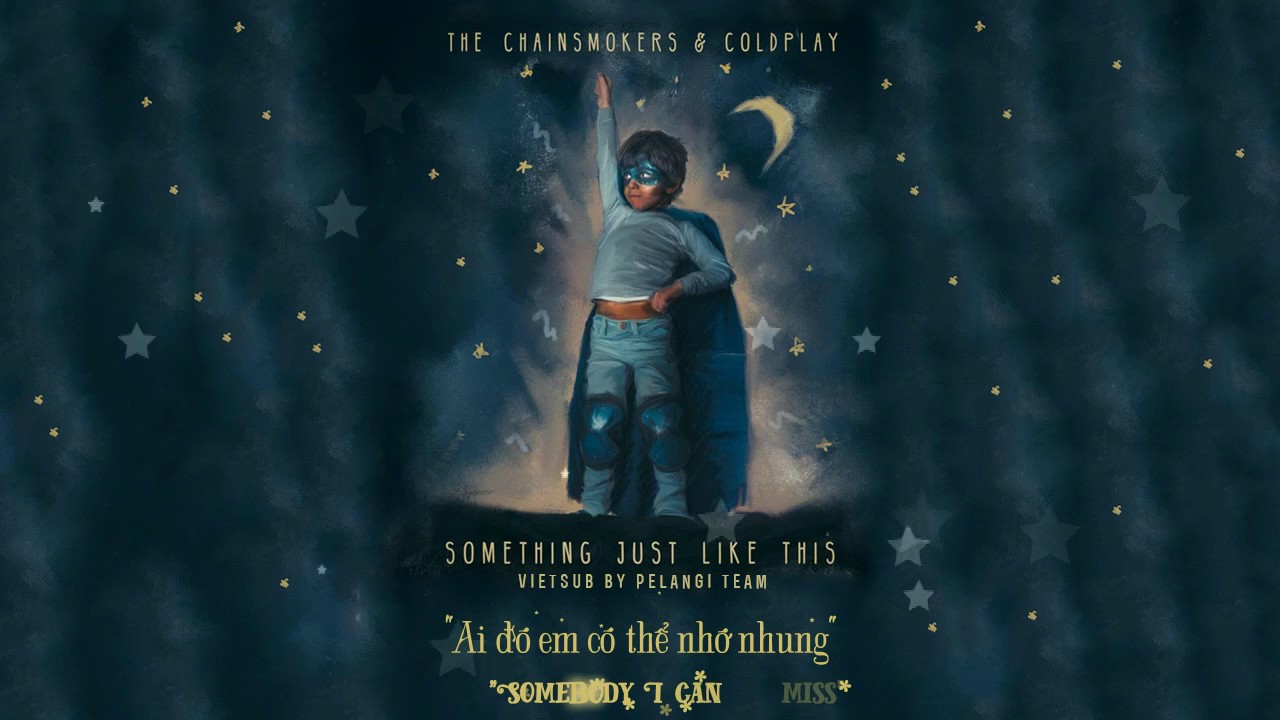 THE CHAINSMOKERS & COLDPLAY
SOMETHING JUST LIKE THIS
VIETSUB BY PELANGI TEAM
"Ai đó em có thể nhớ nhung"
"SOMEBODY I CAN MISS